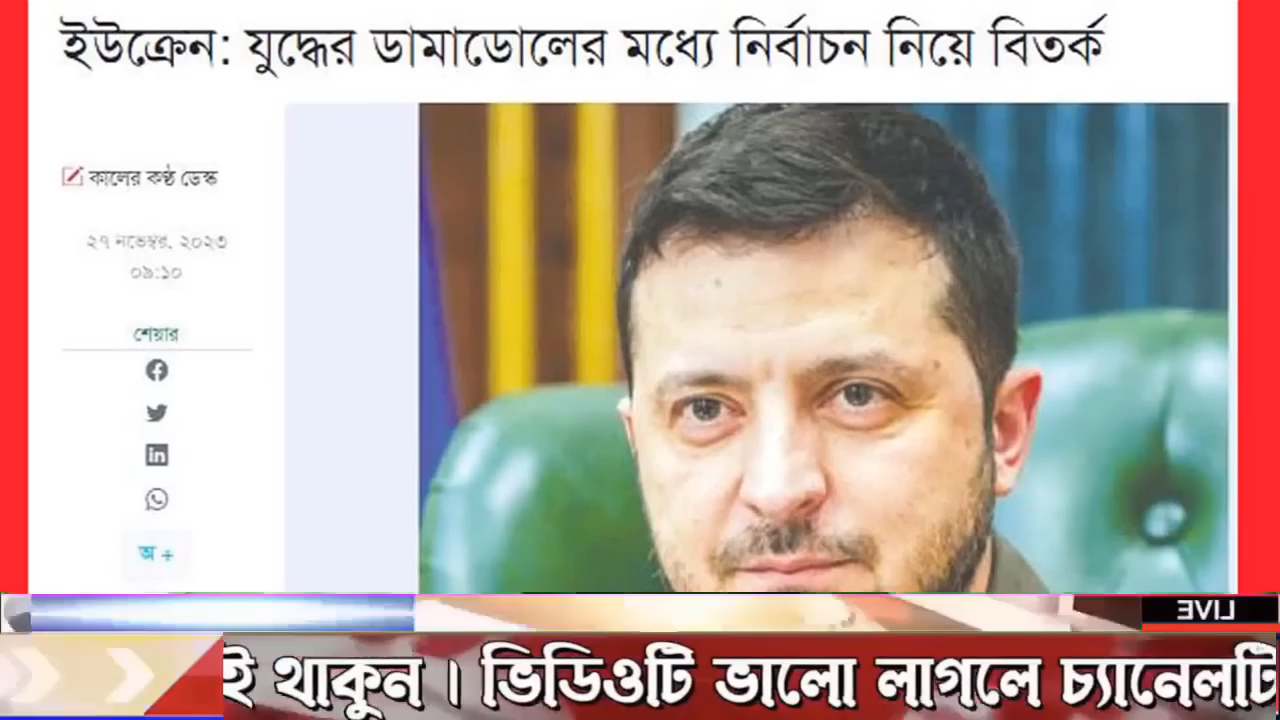 ইউক্রেন: যুদ্ধের ডামাডোলের মধ্যে নির্বাচন নিয়ে বিতর্ক
কালের কণ্ঠ ডেস্ক
২৭ নভেম্বর, ২০২৩
০৯:১০
শেয়ার
অ +
LIVE
ই থাকুন । ভিডিওটি ভালো লাগলে চ্যানেলটি